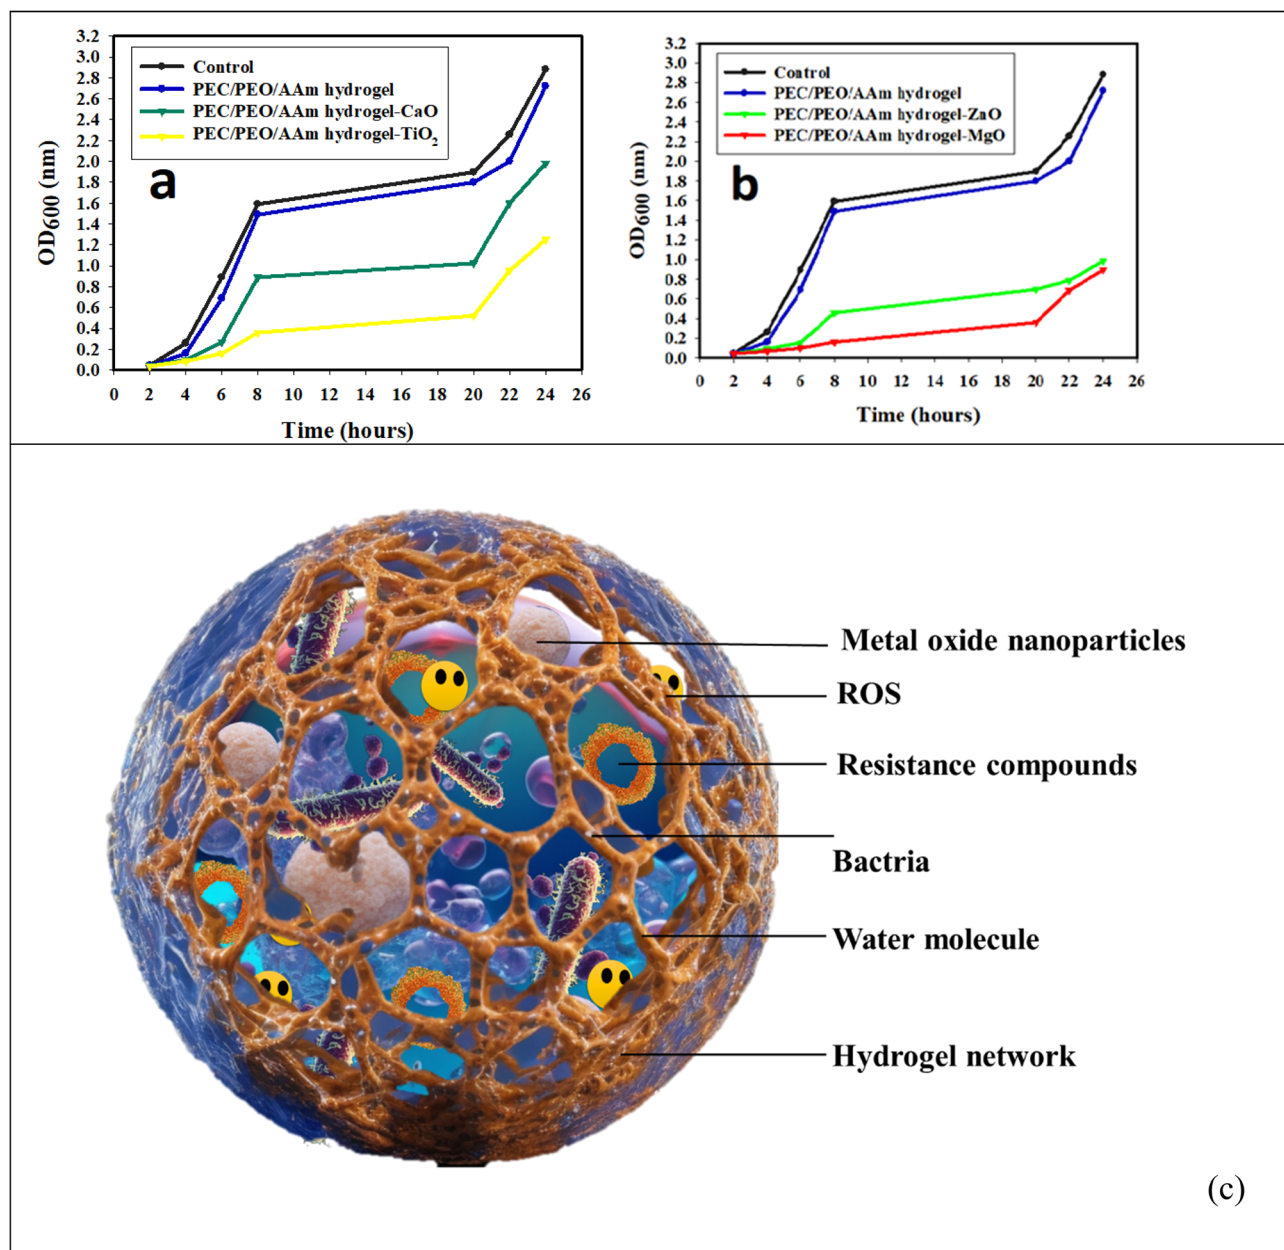 3.2
3.0
2.8
2.6
2.4
2.2
2.0
1.8
1.6
1.4
1.2
1.0
0.8
0.6
0.4
0.2
0.0
OD600 (nm)
Control
PEC/PEO/AAm hydrogel
PEC/PEO/AAm hydrogel-CaO
PEC/PEO/AAm hydrogel-TiO2
a
0 2 4 6 8 10 12 14 16 18 20 22 24 26
Time (hours)
3.2
3.0
2.8
2.6
2.4
2.2
2.0
1.8
1.6
1.4
1.2
1.0
0.8
0.6
0.4
0.2
0.0
OD600 (nm)
Control
PEC/PEO/AAm hydrogel
PEC/PEO/AAm hydrogel-ZnO
PEC/PEO/AAm hydrogel-MgO
b
0 2 4 6 8 10 12 14 16 18 20 22 24 26
Time (hours)
Metal oxide nanoparticles
ROS
Resistance compounds
Bactria
Water molecule
Hydrogel network
(c)